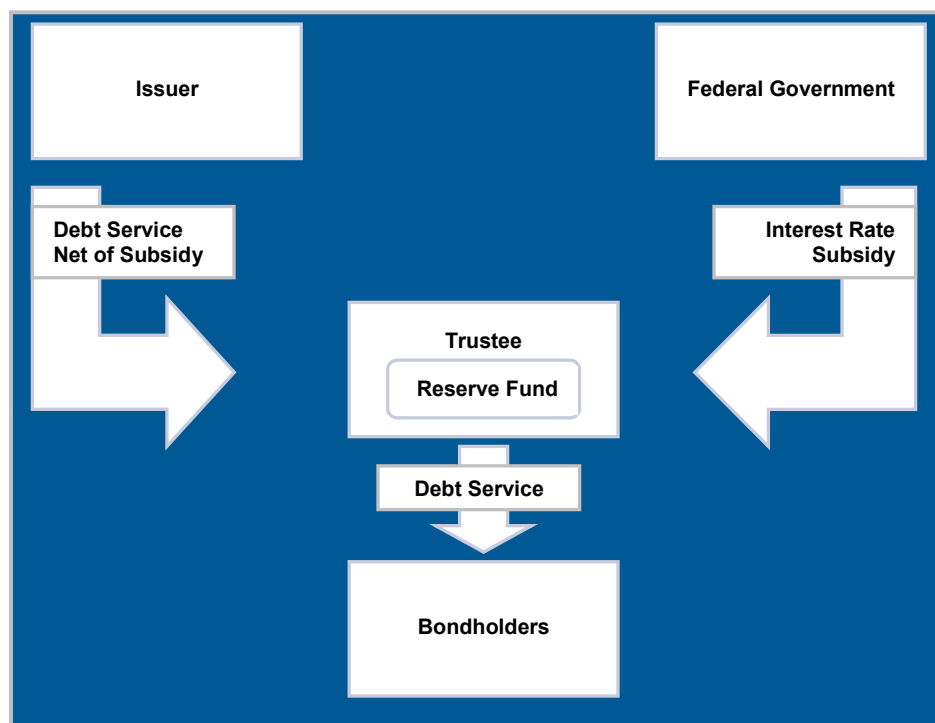 Issuer
Federal Government
Debt Service
Net of Subsidy
Interest Rate
Subsidy
Trustee
Reserve Fund
Debt Service
Bondholders